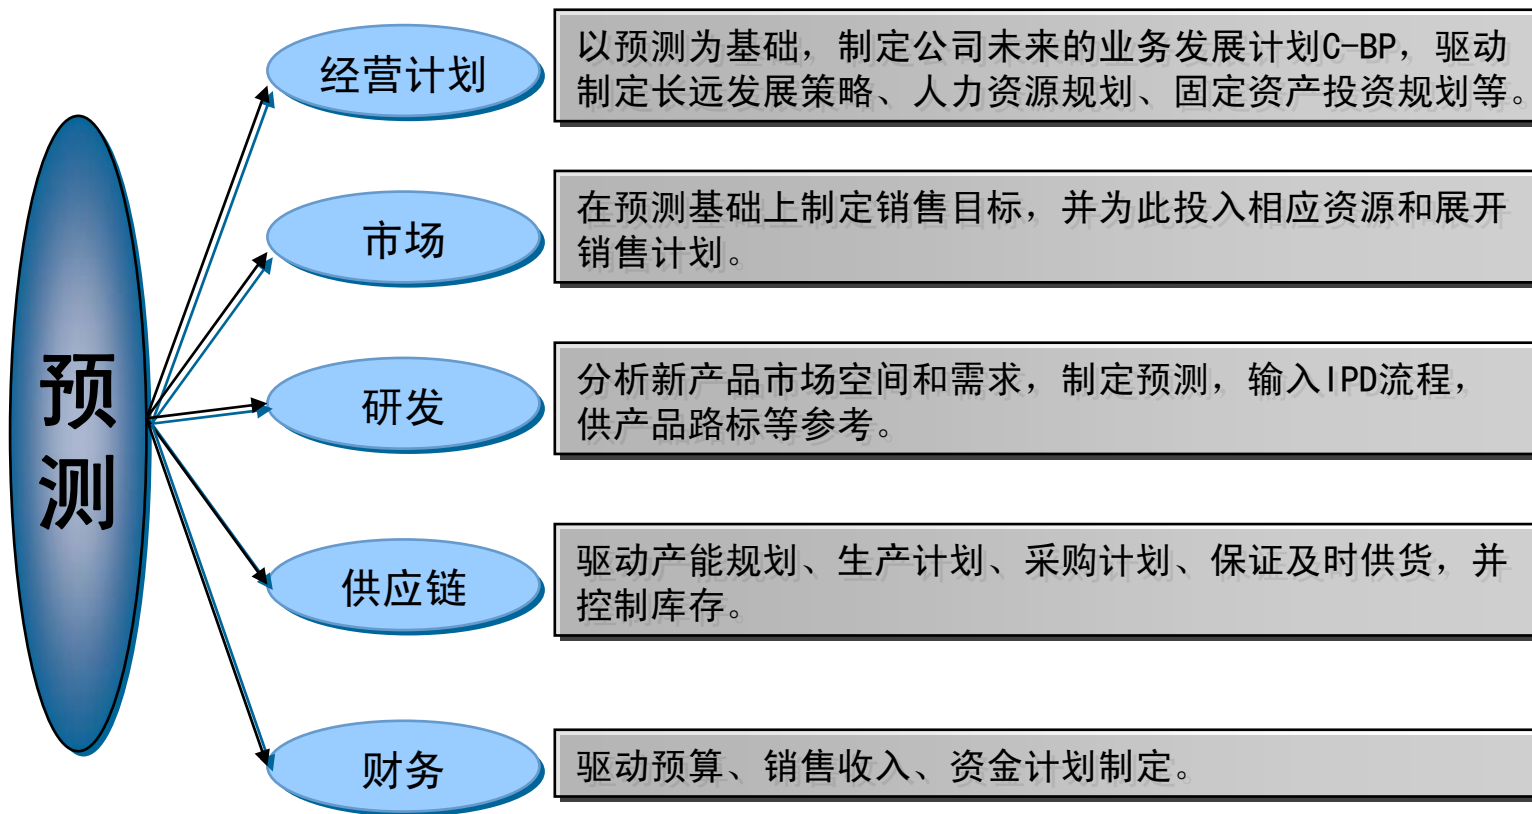 经营计划
以预测为基础，制定公司未来的业务发展计划C-BP，驱动
制定长远发展策略、人力资源规划、固定资产投资规划等。
市场
在预测基础上制定销售目标，并为此投入相应资源和展开
销售计划。
预
测
研发
分析新产品市场空间和需求，制定预测，输入IPD流程，
供产品路标等参考。
供应链
驱动产能规划、生产计划、采购计划、保证及时供货，并
控制库存。
财务
驱动预算、销售收入、资金计划制定。